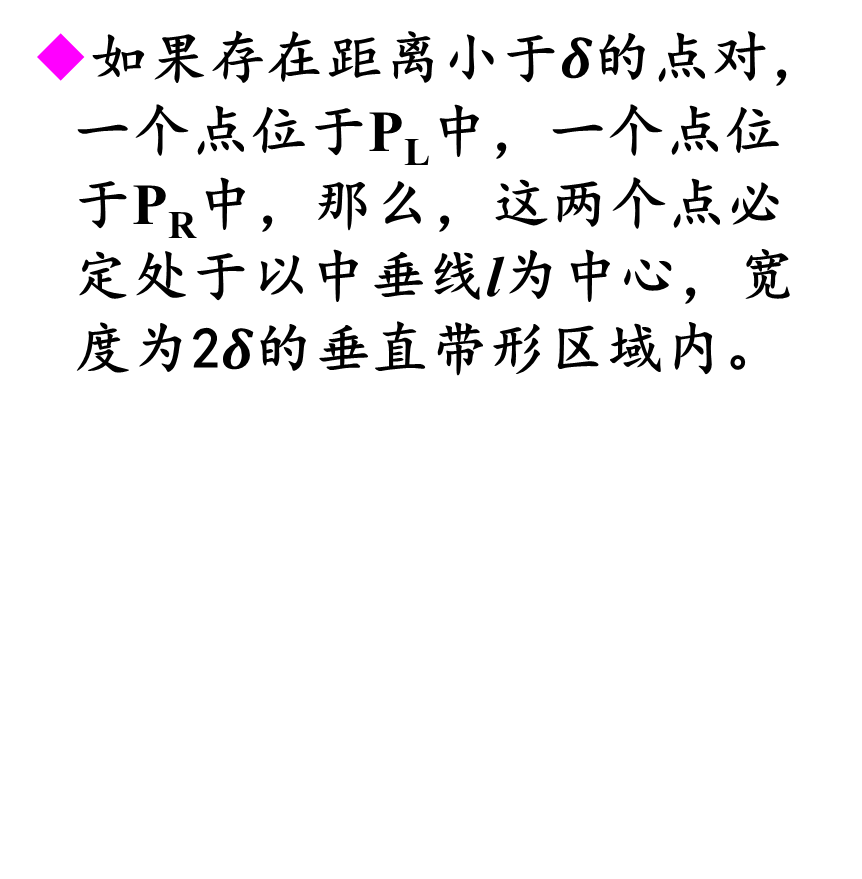 ◆如果存在距离小于δ的点对，
一个点位于P_L中，一个点位
于P_R中，那么，这两个点必
定处于以中垂线l为中心，宽
度为2δ的垂直带形区域内。